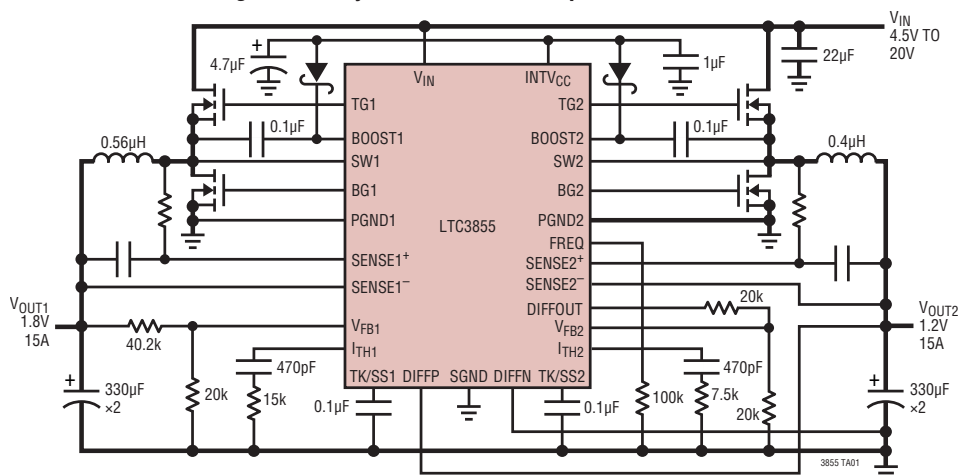 V_IN
4.5V TO
20V
4.7µF
+
1µF
22µF
V_IN
INTV_CC
TG1
TG2
0.1µF
BOOST1
BOOST2
0.1µF
0.56µH
SW1
SW2
0.4µH
BG1
BG2
LTC3855
PGND1
PGND2
FREQ
SENSE1+
SENSE2+
SENSE1–
SENSE2–
V_OUT1
1.8V
15A
DIFFOUT
20k
V_OUT2
1.2V
15A
V_FB1
V_FB2
40.2k
I_TH1
I_TH2
470pF
470pF
TK/SS1 DIFFP SGND DIFFN TK/SS2
+
330µF
×2
20k
15k
0.1µF
0.1µF
100k
7.5k
20k
+
330µF
×2
3855 TA01